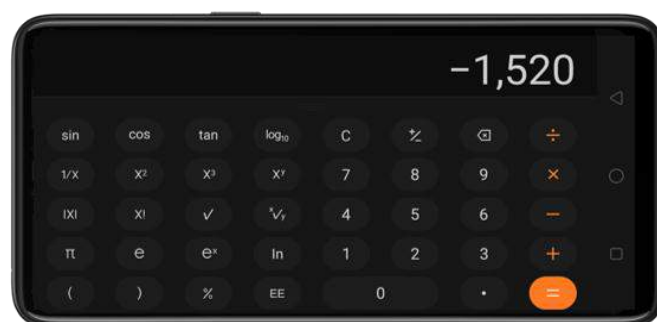 −1,520
sin cos tan log₁₀ C +/− ÷
1/X X² X³ Xʸ 7 8 9 ×
|X| X! √ ˣ√y 4 5 6 −
π e eˣ ln 1 2 3 +
( ) % EE 0 . =